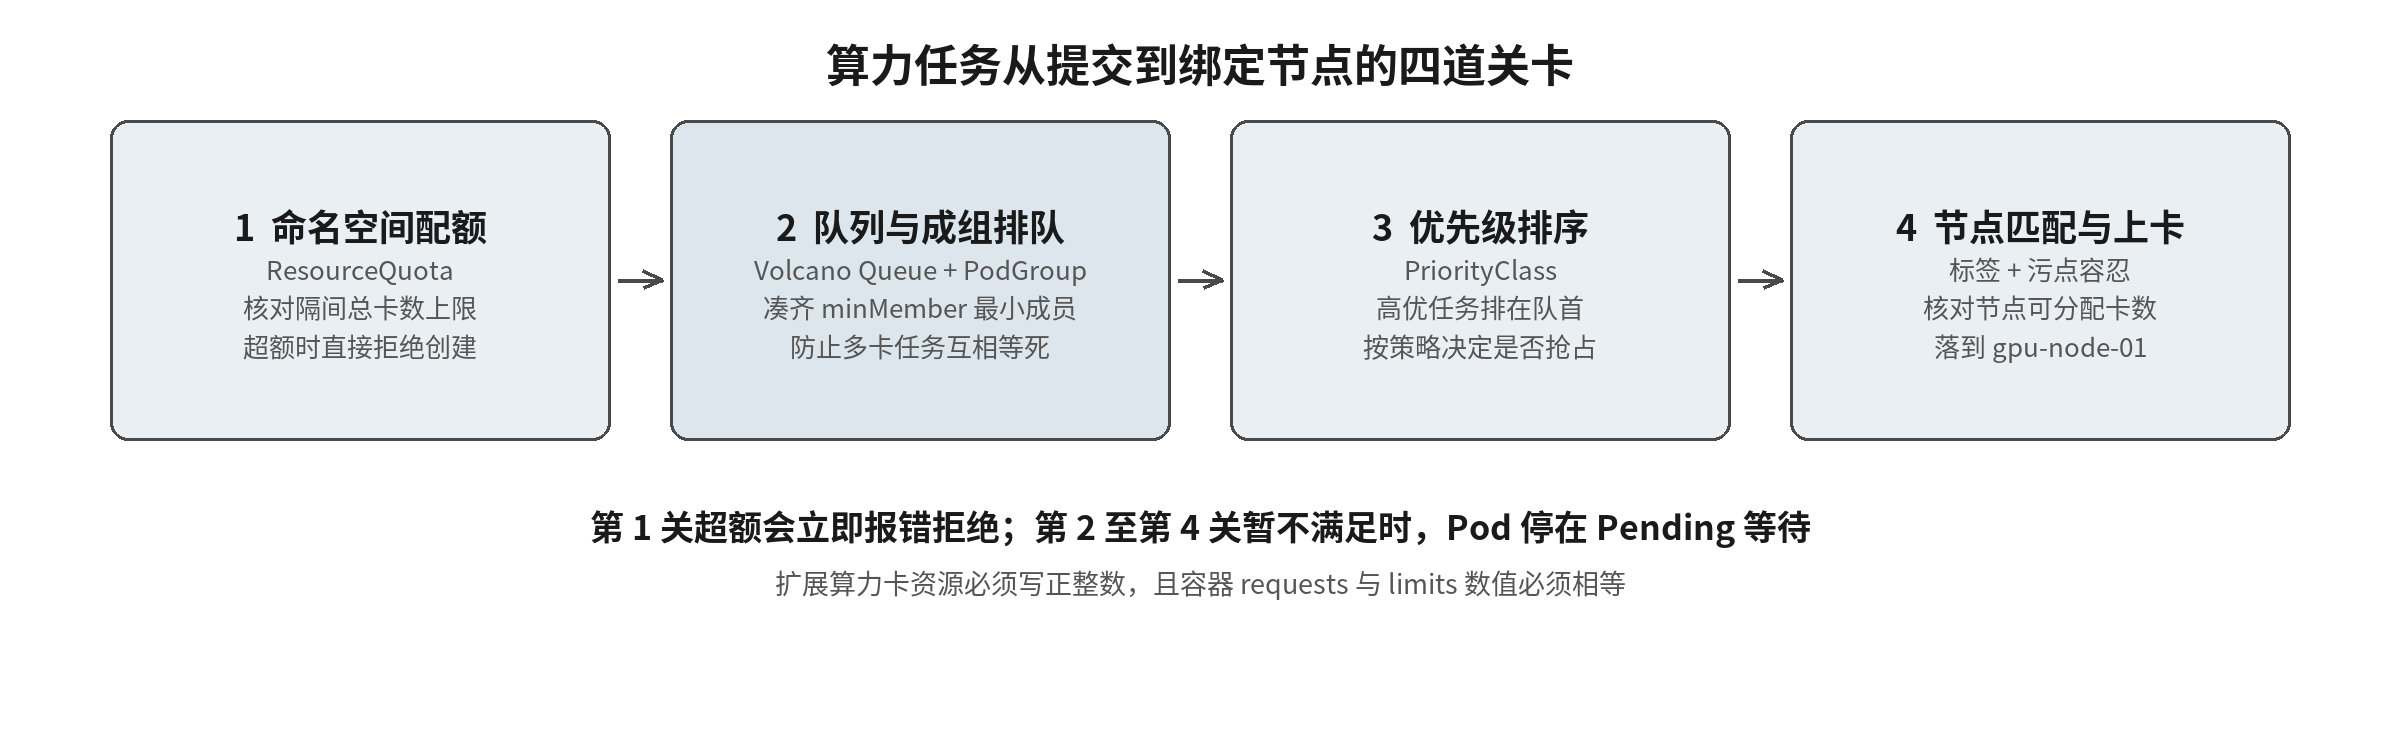 算力任务从提交到绑定节点的四道关卡
1 命名空间配额
ResourceQuota
核对隔间总卡数上限
超额时直接拒绝创建
2 队列与成组排队
Volcano Queue + PodGroup
凑齐 minMember 最小成员
防止多卡任务互相等死
3 优先级排序
PriorityClass
高优任务排在队首
按策略决定是否抢占
4 节点匹配与上卡
标签 + 污点容忍
核对节点可分配卡数
落到 gpu-node-01
第 1 关超额会立即报错拒绝；第 2 至第 4 关暂不满足时，Pod 停在 Pending 等待
扩展算力卡资源必须写正整数，且容器 requests 与 limits 数值必须相等